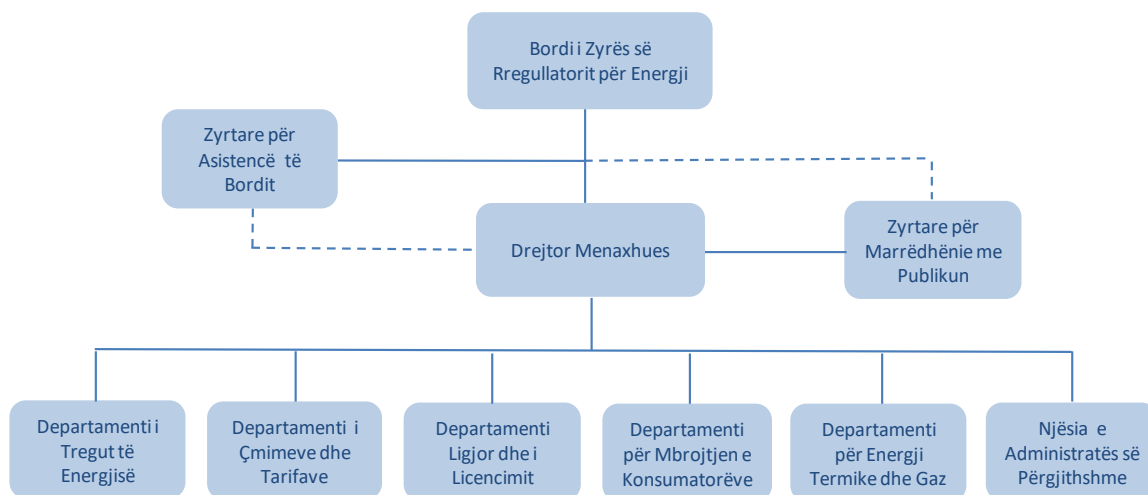 Bordi i Zyrës së
Rregullatorit për Energji
Zyrtare për
Asistencë të
Bordit
Drejtor Menaxhues
Zyrtare për
Marrëdhënie me
Publikun
Departamenti i
Tregut të
Energjisë
Departamenti i
Çmimeve dhe
Tarifave
Departamenti
Ligjor dhe i
Licencimit
Departamenti
për Mbrojtjen e
Konsumatorëve
Departamenti
për Energji
Termike dhe Gaz
Njësia e
Administratës së
Përgjithshme